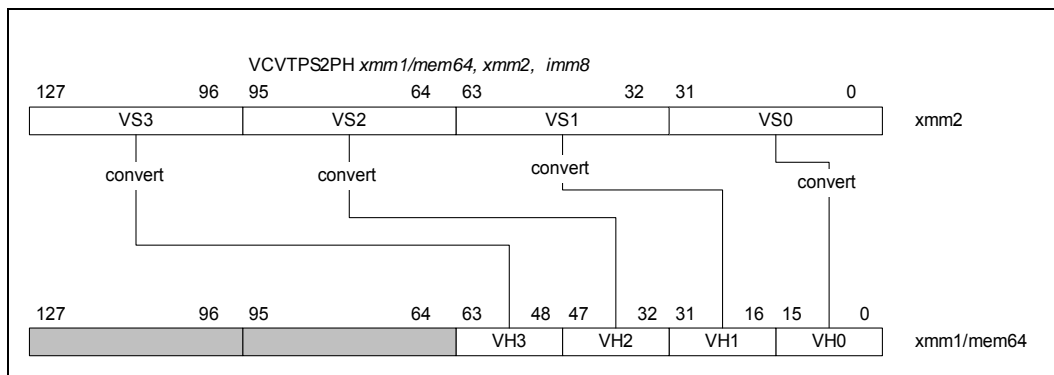 VCVTPS2PH xmm1/mem64, xmm2, imm8
127 96 95 64 63 32 31 0
VS3 VS2 VS1 VS0 xmm2
convert convert convert convert
127 96 95 64 63 48 47 32 31 16 15 0
VH3 VH2 VH1 VH0 xmm1/mem64